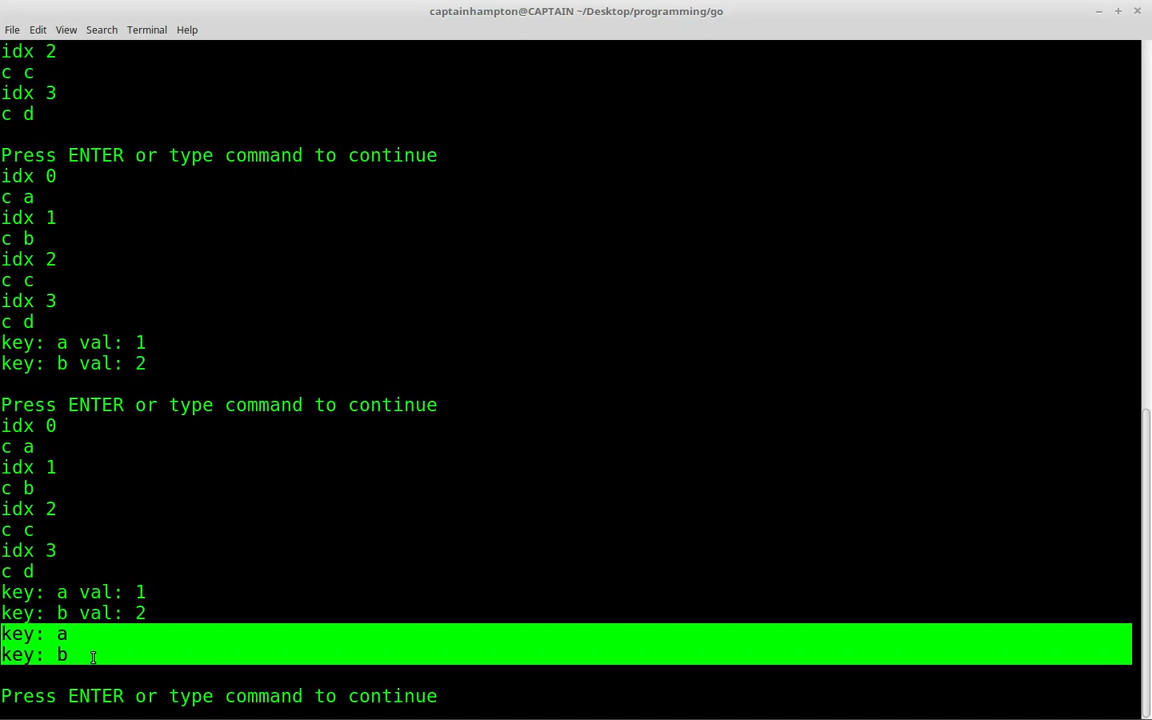 captainhampton@CAPTAIN ~/Desktop/programming/go
File Edit View Search Terminal Help
idx 2
c c
idx 3
c d
Press ENTER or type command to continue
idx 0
c a
idx 1
c b
idx 2
c c
idx 3
c d
key: a val: 1
key: b val: 2
Press ENTER or type command to continue
idx 0
c a
idx 1
c b
idx 2
c c
idx 3
c d
key: a val: 1
key: b val: 2
key: a
key: b
Press ENTER or type command to continue